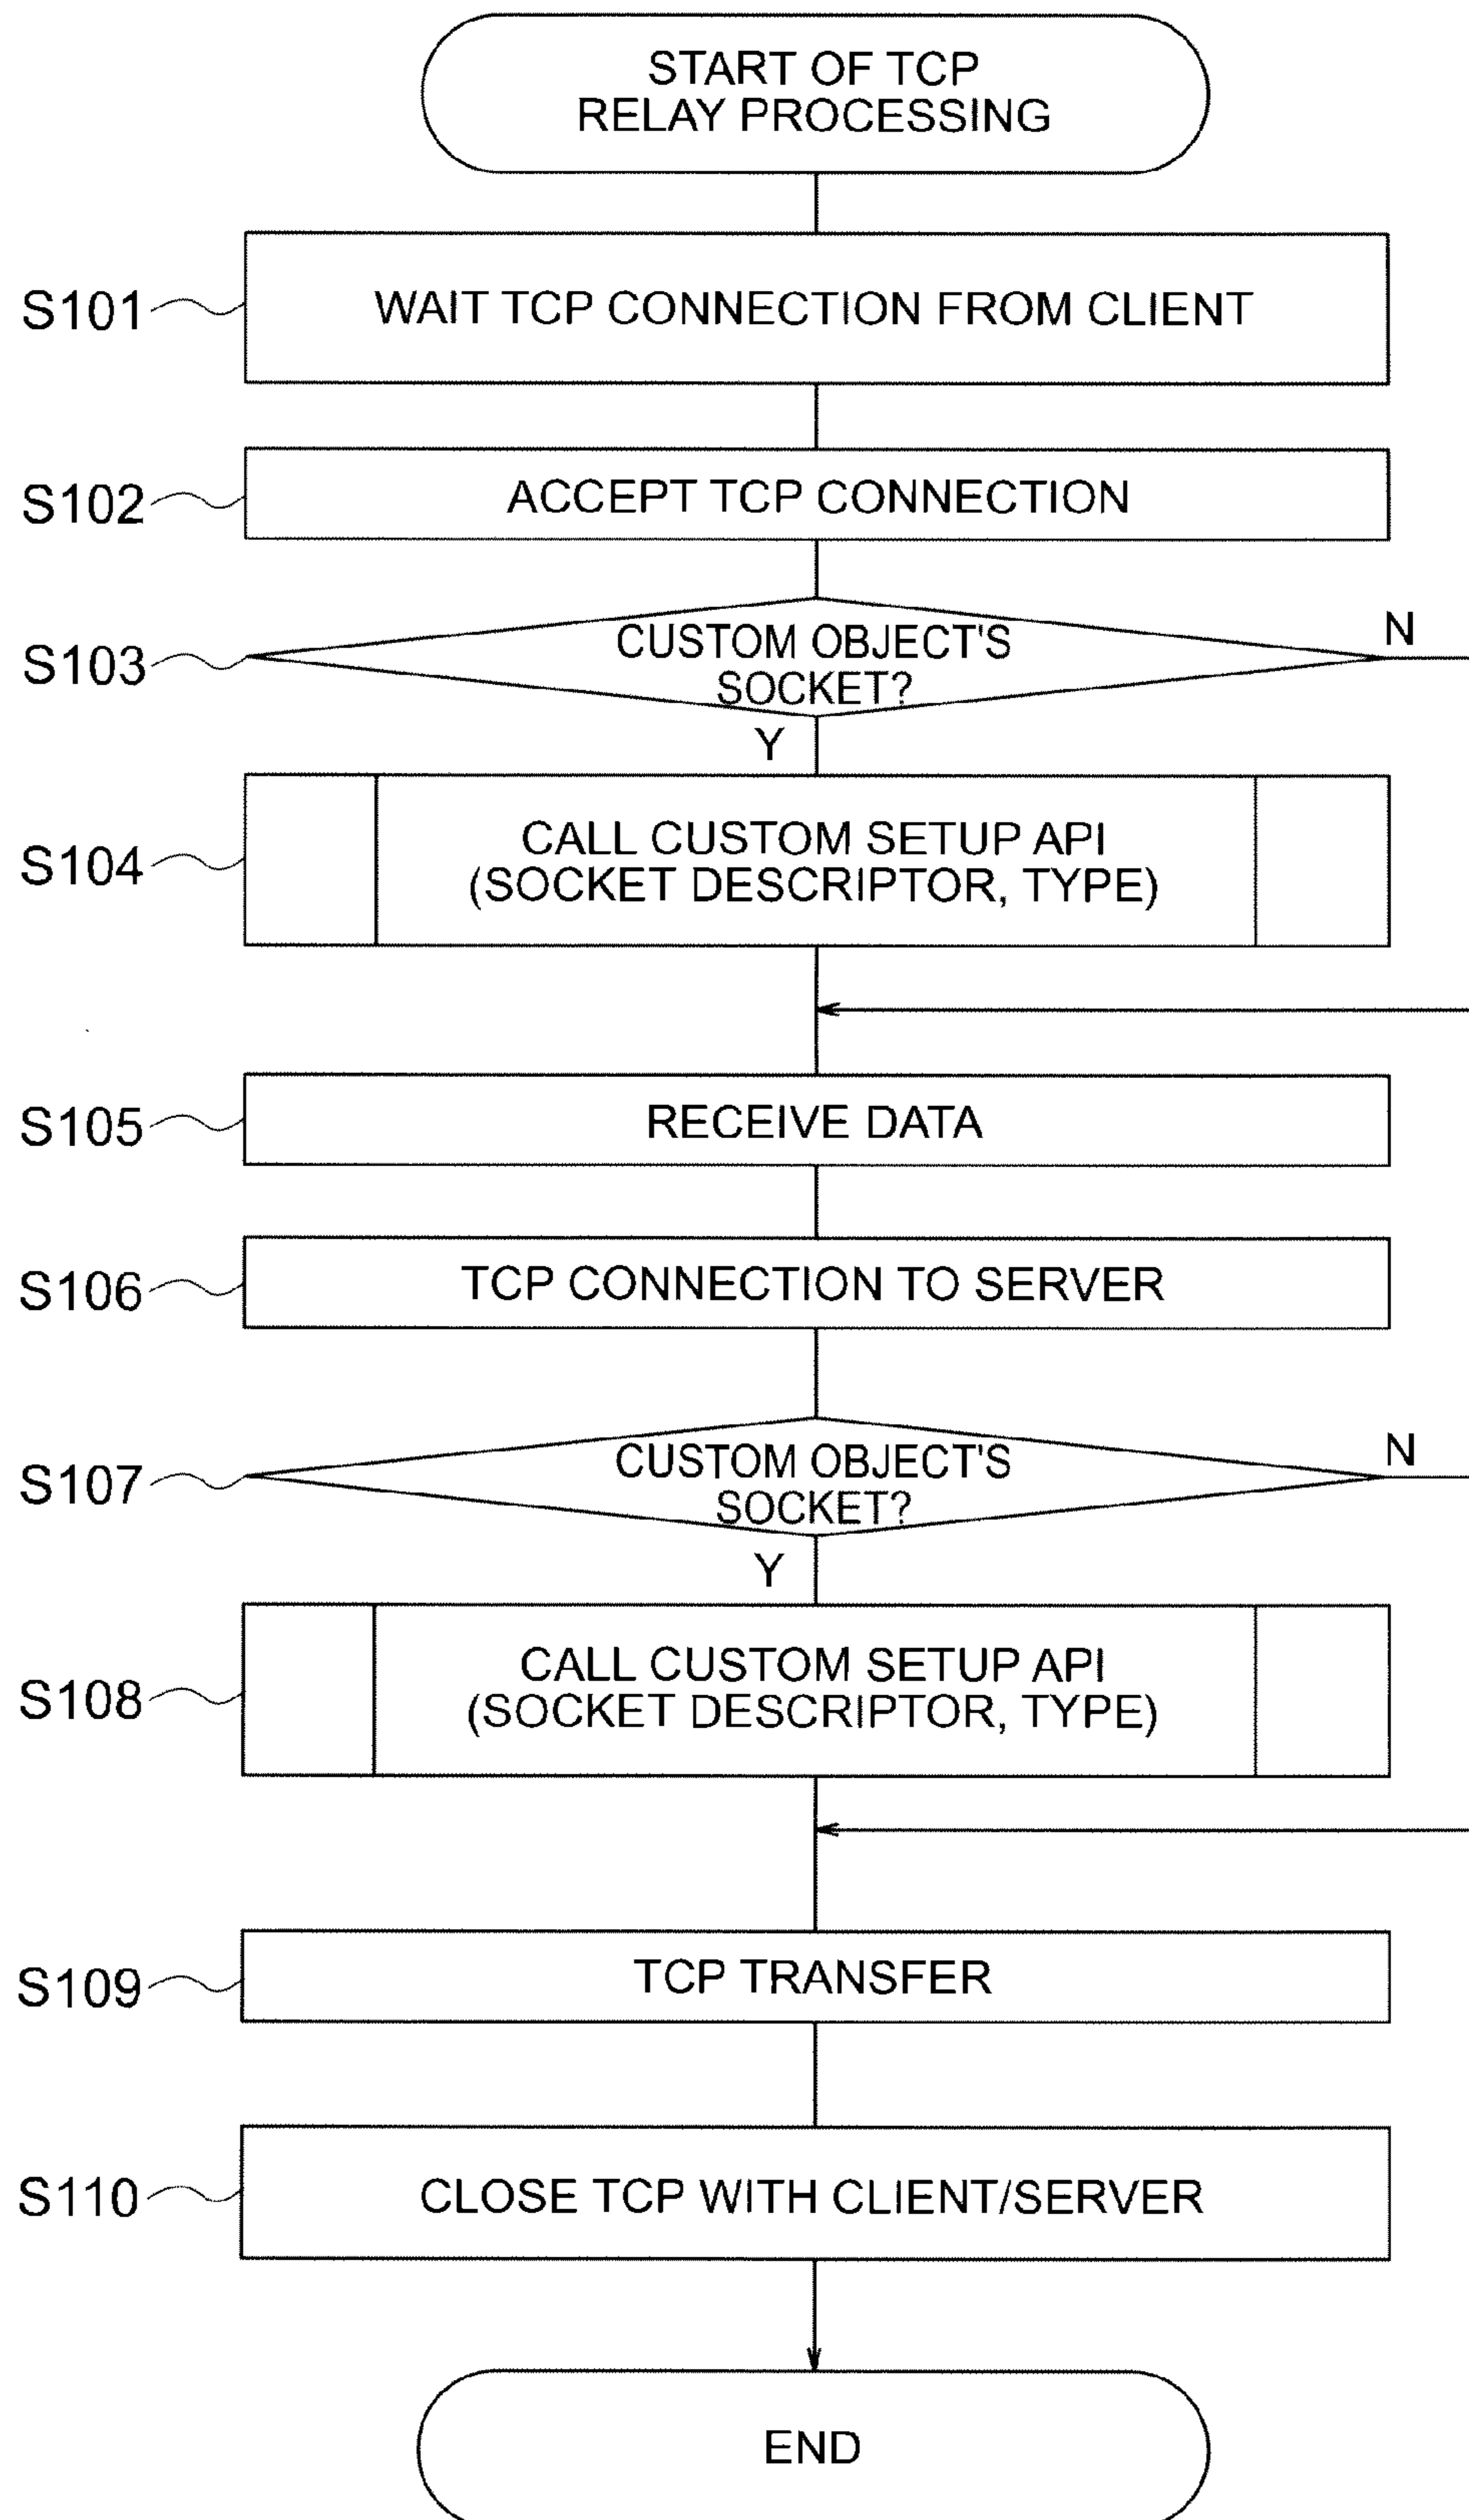 START OF TCP
RELAY PROCESSING
S101
WAIT TCP CONNECTION FROM CLIENT
S102
ACCEPT TCP CONNECTION
S103
CUSTOM OBJECT'S
SOCKET?
N
Y
S104
CALL CUSTOM SETUP API
(SOCKET DESCRIPTOR, TYPE)
S105
RECEIVE DATA
S106
TCP CONNECTION TO SERVER
S107
CUSTOM OBJECT'S
SOCKET?
N
Y
S108
CALL CUSTOM SETUP API
(SOCKET DESCRIPTOR, TYPE)
S109
TCP TRANSFER
S110
CLOSE TCP WITH CLIENT/SERVER
END